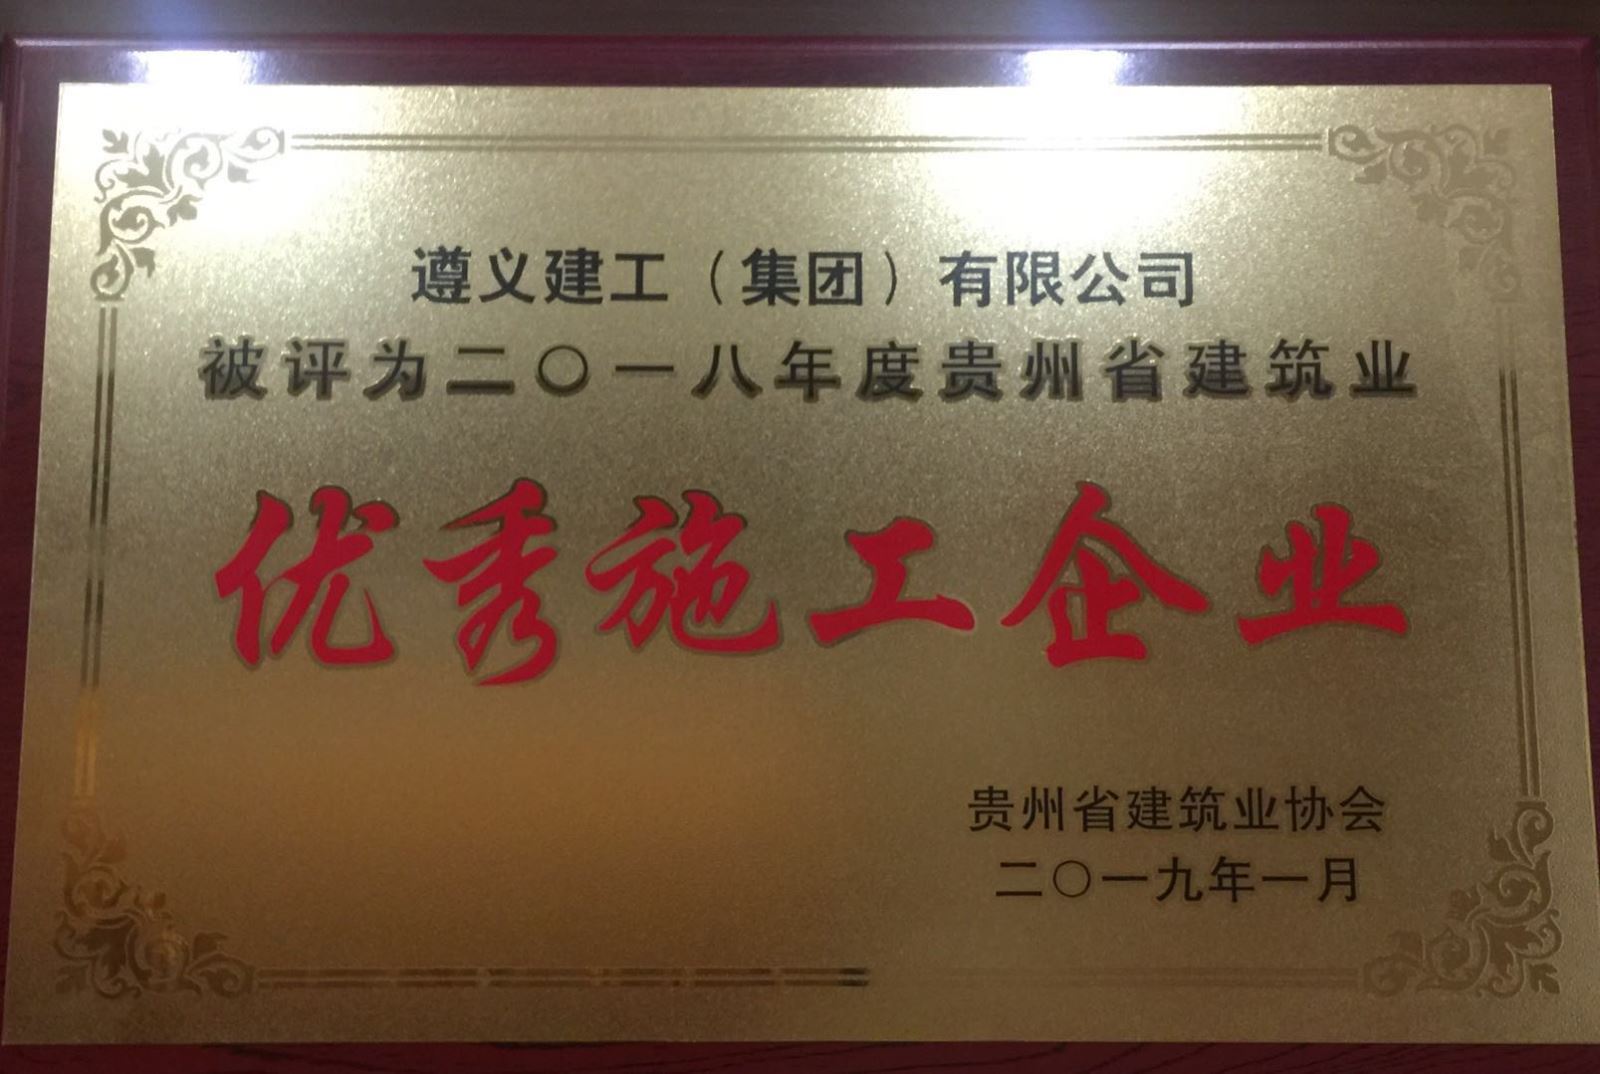 遵义建工（集团）有限公司
被评为二〇一八年度贵州省建筑业
优秀施工企业
贵州省建筑业协会
二〇一九年一月